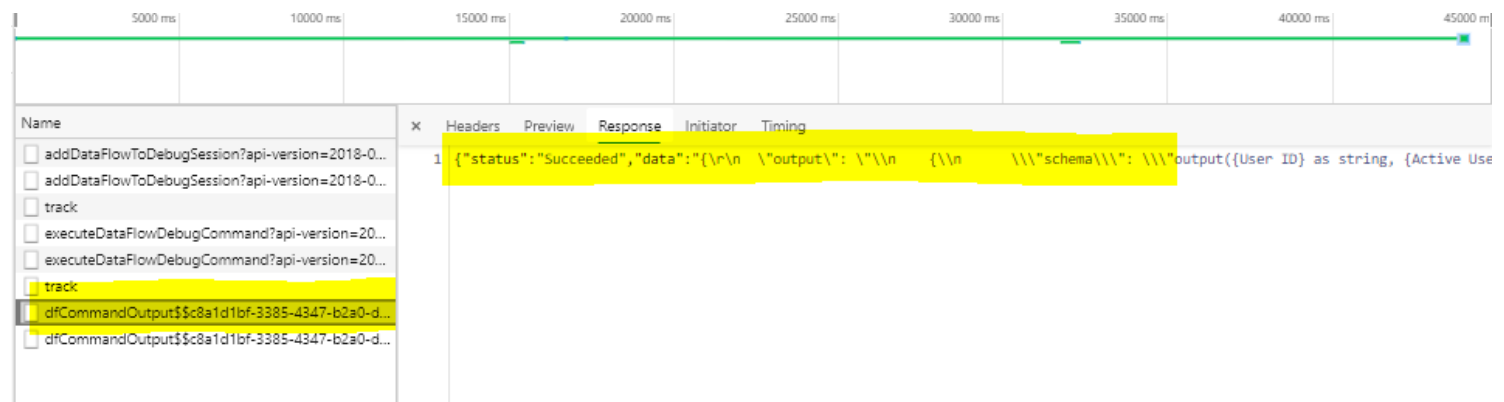 5000 ms 10000 ms 15000 ms 20000 ms 25000 ms 30000 ms 35000 ms 40000 ms 45000 m
Name
× Headers Preview Response Initiator Timing
addDataFlowToDebugSession?api-version=2018-0...
1 {"status":"Succeeded","data":"{\r\n \"output\": \"\\n {\\n \\\"schema\\\": \\\"output({User ID} as string, {Active Use
addDataFlowToDebugSession?api-version=2018-0...
track
executeDataFlowDebugCommand?api-version=20...
executeDataFlowDebugCommand?api-version=20...
track
dfCommandOutput$$c8a1d1bf-3385-4347-b2a0-d...
dfCommandOutput$$c8a1d1bf-3385-4347-b2a0-d...